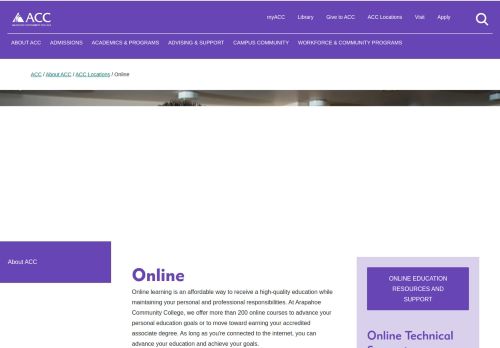 ACC
myACC Library Give to ACC ACC Locations Visit Apply
ABOUT ACC ADMISSIONS ACADEMICS & PROGRAMS ADVISING & SUPPORT CAMPUS COMMUNITY WORKFORCE & COMMUNITY PROGRAMS
ACC / About ACC / ACC Locations / Online
About ACC
Online
Online learning is an affordable way to receive a high-quality education while
maintaining your personal and professional responsibilities. At Arapahoe
Community College, we offer more than 200 online courses to advance your
personal education goals or to move toward earning your accredited
associate degree. As long as you're connected to the internet, you can
advance your education and achieve your goals.
ONLINE EDUCATION
RESOURCES AND
SUPPORT
Online Technical